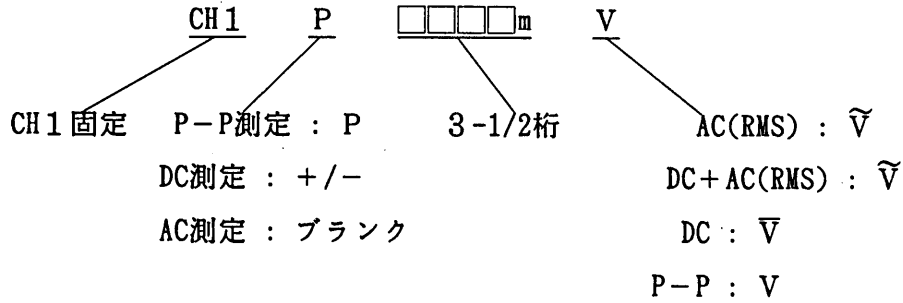 CH1 P □□□□m V
CH1固定 P−P測定 : P 3-1/2桁 AC(RMS) : Ṽ
DC測定 : +/− DC+AC(RMS) : Ṽ
AC測定 : ブランク DC : V̅
P−P : V